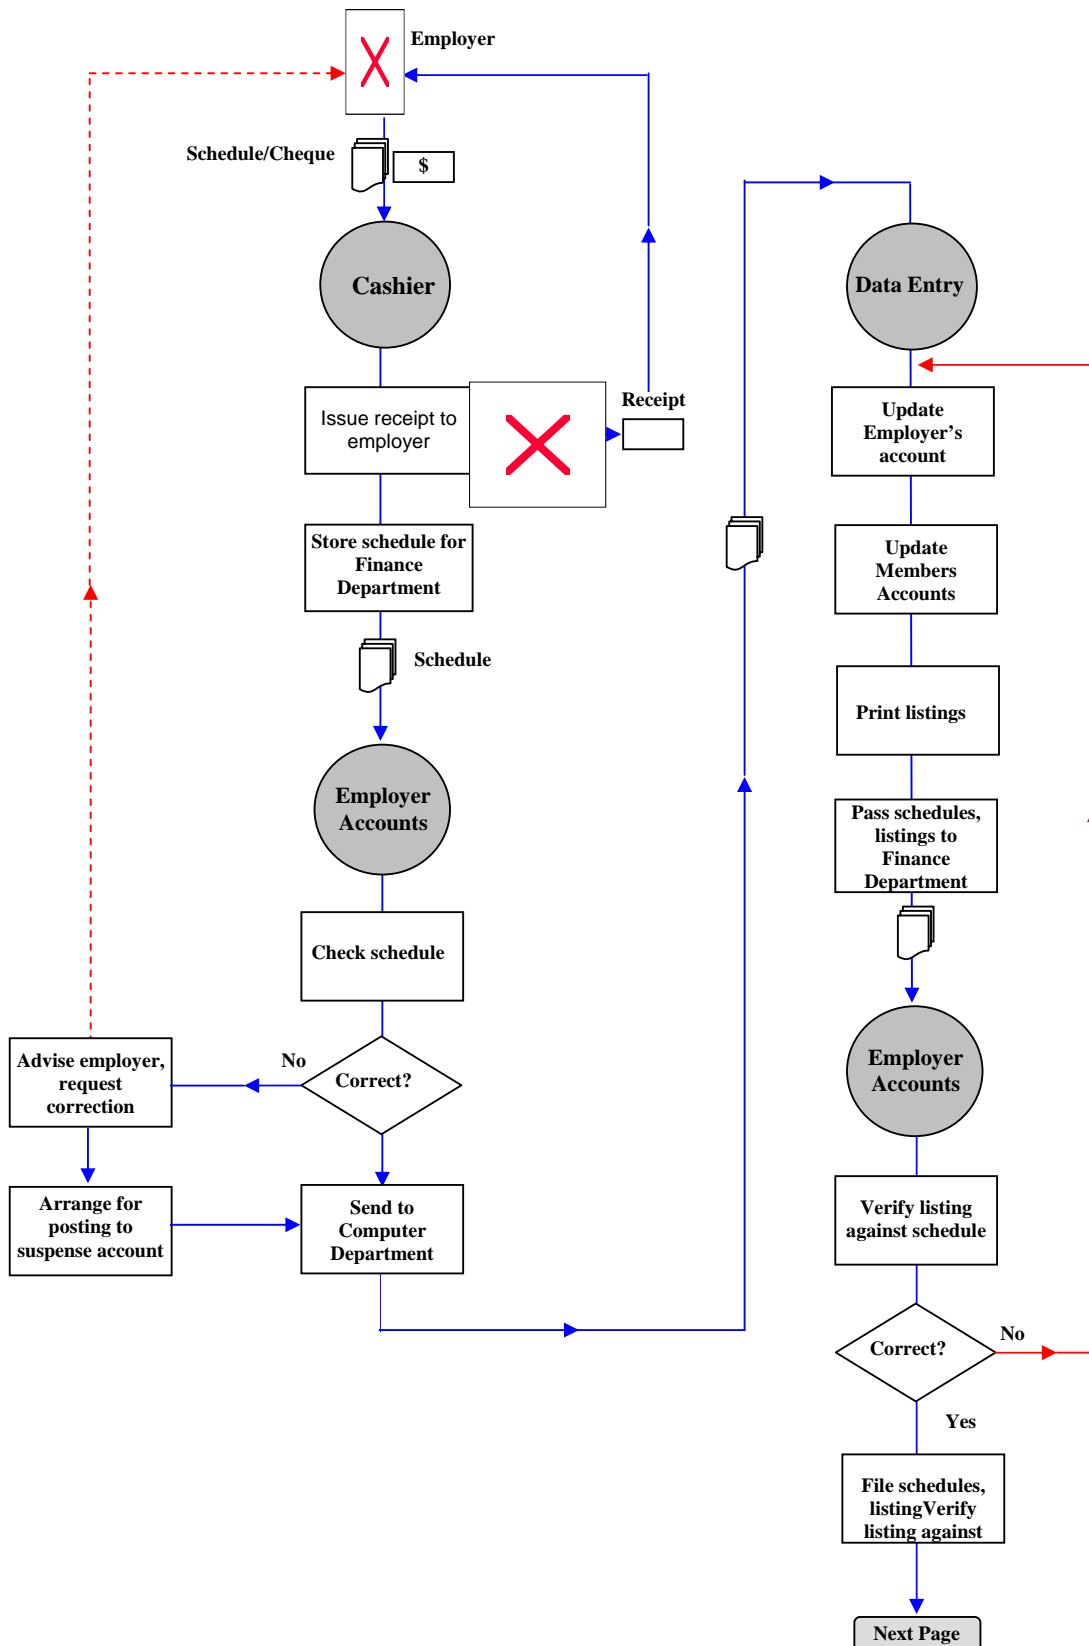 Employer
Schedule/Cheque
$
Cashier
Issue receipt to
employer
Receipt
Store schedule for
Finance
Department
Schedule
Employer
Accounts
Check schedule
Correct?
No
Advise employer,
request
correction
Arrange for
posting to
suspense account
Send to
Computer
Department
Data Entry
Update
Employer’s
account
Update
Members
Accounts
Print listings
Pass schedules,
listings to
Finance
Department
Employer
Accounts
Verify listing
against schedule
Correct?
No
Yes
File schedules,
listingVerify
listing against
Next Page